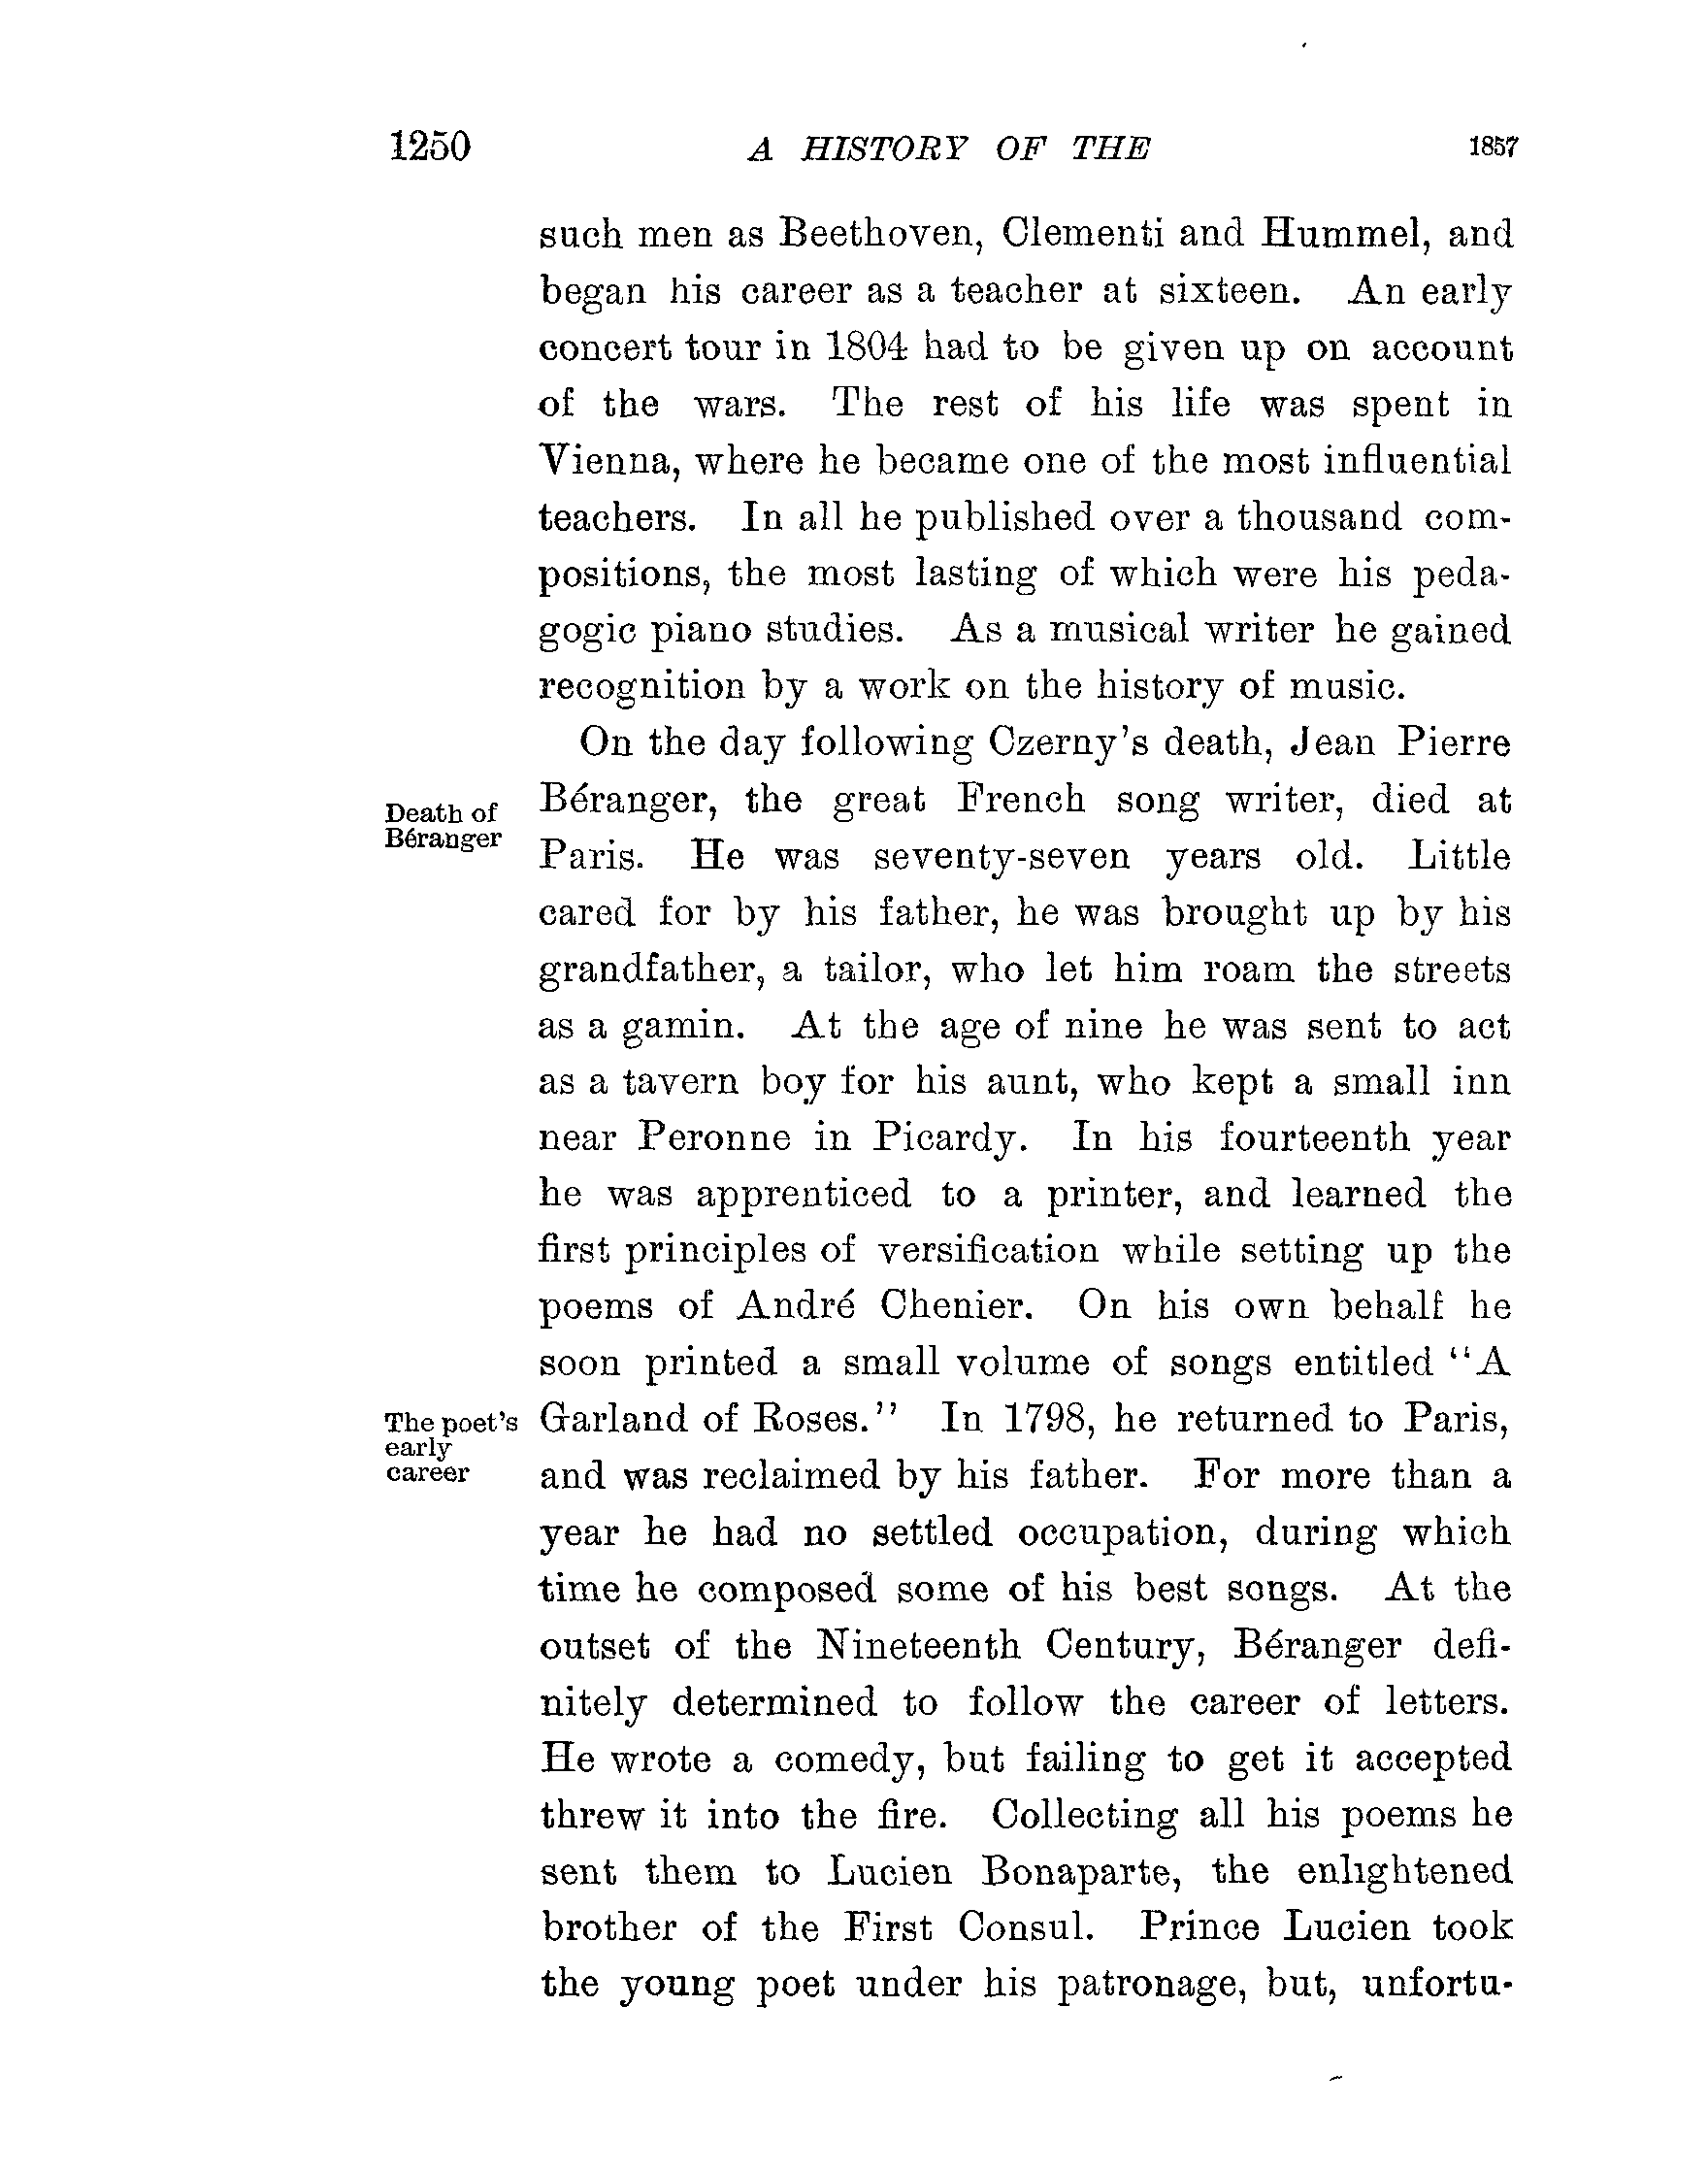 1250 A HISTORY OF THE 1857
such men as Beethoven, Clementi and Hummel, and
began his career as a teacher at sixteen. An early
concert tour in 1804 had to be given up on account
of the wars. The rest of his life was spent in
Vienna, where he became one of the most influential
teachers. In all he published over a thousand com-
positions, the most lasting of which were his peda-
gogic piano studies. As a musical writer he gained
recognition by a work on the history of music.
On the day following Czerny's death, Jean Pierre
Death of
Béranger
Béranger, the great French song writer, died at
Paris. He was seventy-seven years old. Little
cared for by his father, he was brought up by his
grandfather, a tailor, who let him roam the streets
as a gamin. At the age of nine he was sent to act
as a tavern boy for his aunt, who kept a small inn
near Peronne in Picardy. In his fourteenth year
he was apprenticed to a printer, and learned the
first principles of versification while setting up the
poems of André Chenier. On his own behalf he
soon printed a small volume of songs entitled "A
The poet's
early
career
Garland of Roses." In 1798, he returned to Paris,
and was reclaimed by his father. For more than a
year he had no settled occupation, during which
time he composed some of his best songs. At the
outset of the Nineteenth Century, Béranger defi-
nitely determined to follow the career of letters.
He wrote a comedy, but failing to get it accepted
threw it into the fire. Collecting all his poems he
sent them to Lucien Bonaparte, the enlightened
brother of the First Consul. Prince Lucien took
the young poet under his patronage, but, unfortu-